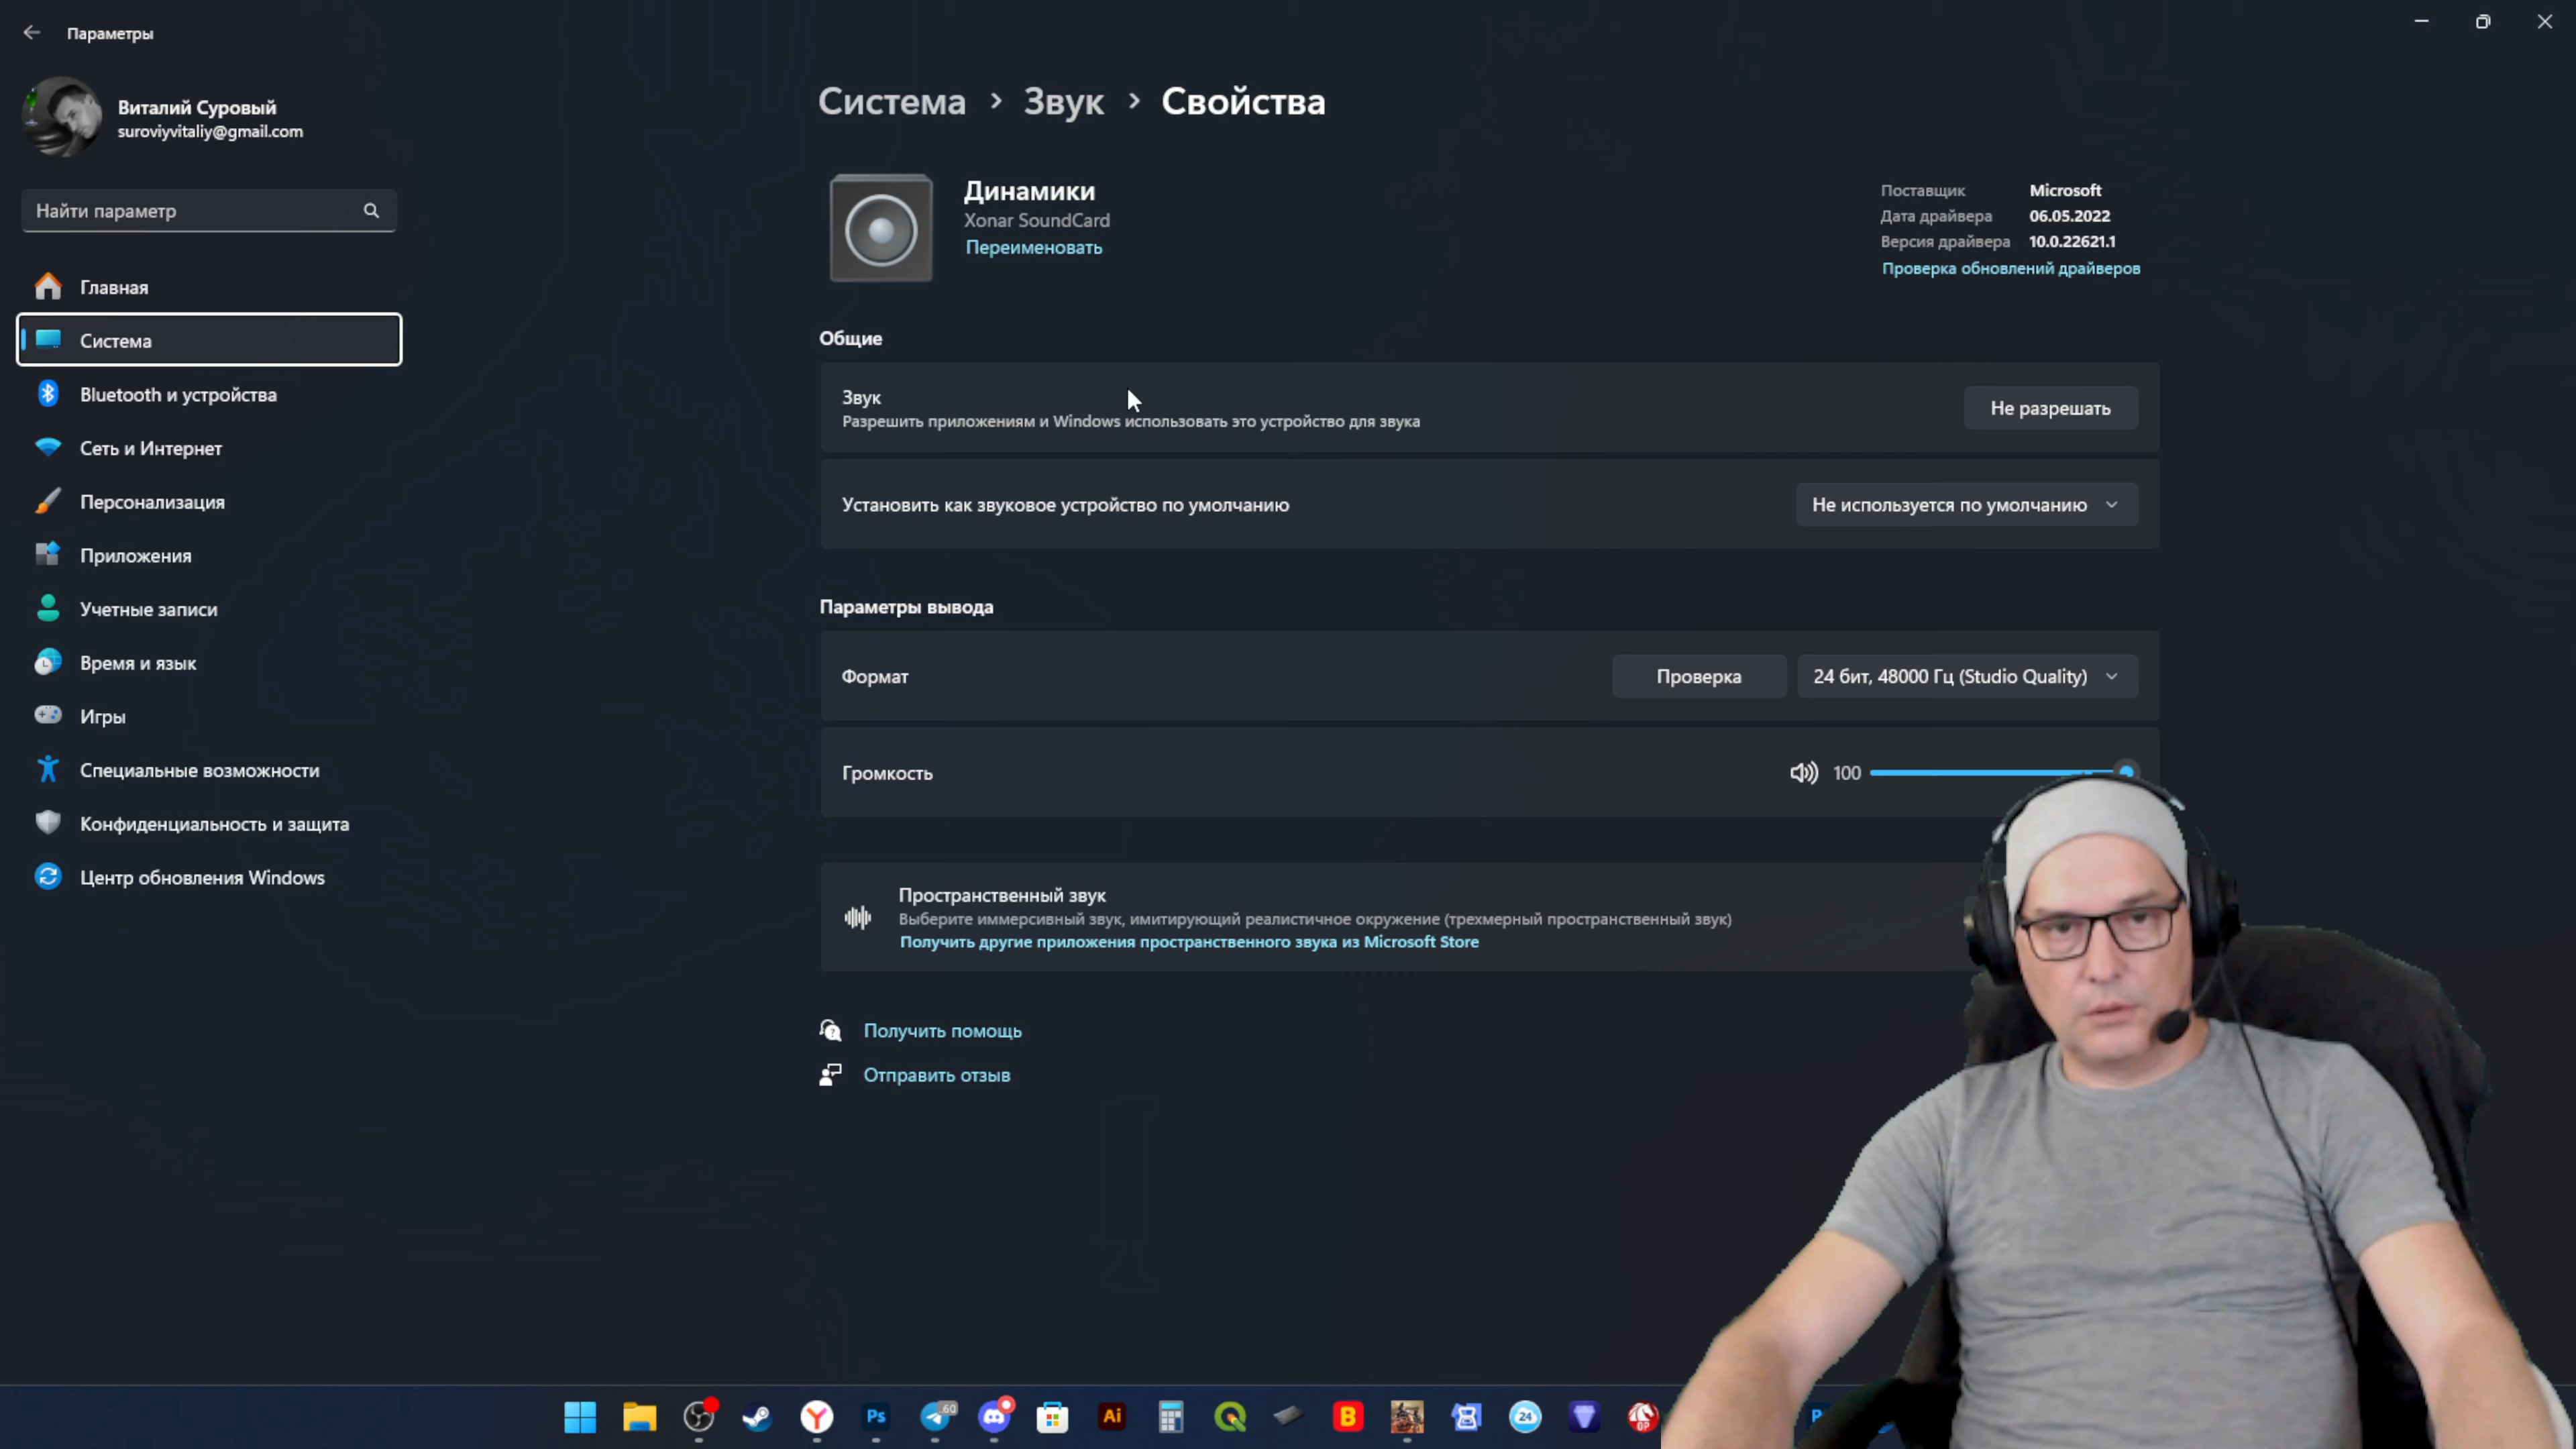 Параметры
Виталий Суровый
suroviyvitaliy@gmail.com
Найти параметр
Главная
Система
Bluetooth и устройства
Сеть и Интернет
Персонализация
Приложения
Учетные записи
Время и язык
Игры
Специальные возможности
Конфиденциальность и защита
Центр обновления Windows
Система > Звук > Свойства
Динамики
Xonar SoundCard
Переименовать
Поставщик Microsoft
Дата драйвера 06.05.2022
Версия драйвера 10.0.22621.1
Проверка обновлений драйверов
Общие
Звук
Разрешить приложениям и Windows использовать это устройство для звука
Не разрешать
Установить как звуковое устройство по умолчанию
Не используется по умолчанию
Параметры вывода
Формат
Проверка
24 бит, 48000 Гц (Studio Quality)
Громкость
100
Пространственный звук
Выберите иммерсивный звук, имитирующий реалистичное окружение (трехмерный пространственный звук)
Получить другие приложения пространственного звука из Microsoft Store
Получить помощь
Отправить отзыв
Y Ps 60 Ai B 24 OP